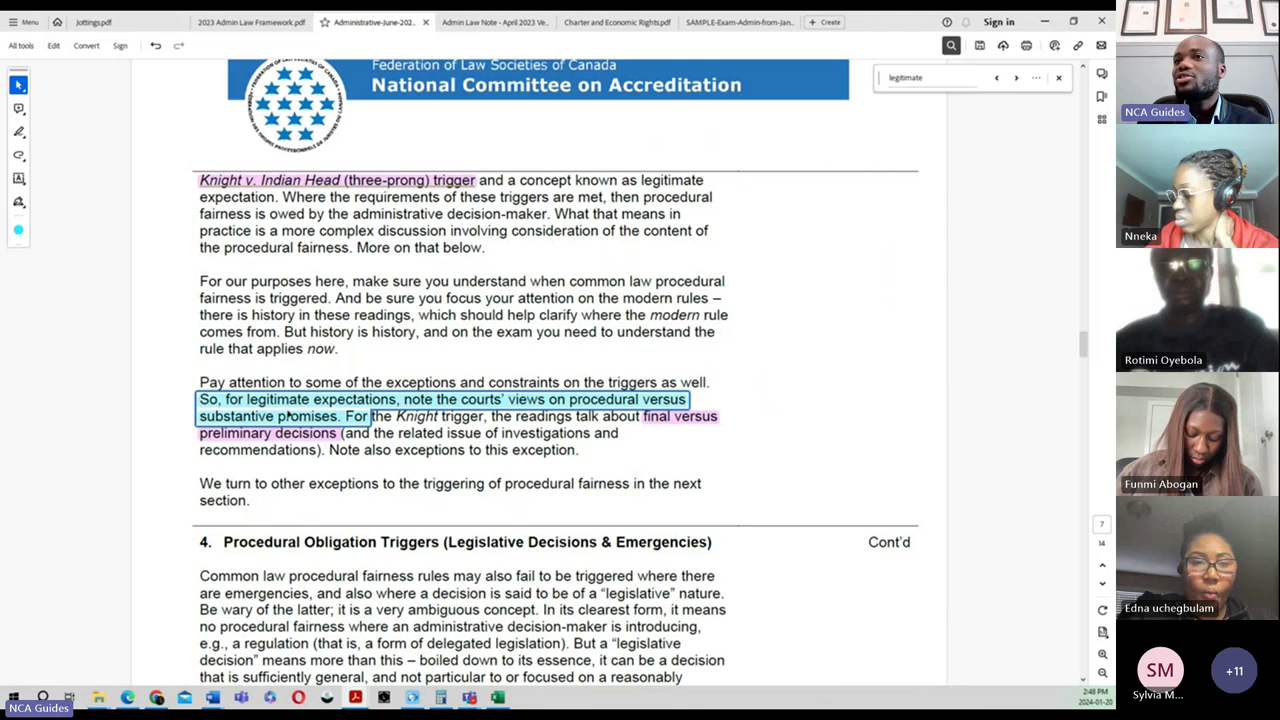 Menu
Jottings.pdf
2023 Admin Law Framework.pdf
Administrative-June-202...
Admin Law Note - April 2023 Ve...
Charter and Economic Rights.pdf
SAMPLE-Exam-Admin-from-Jan...
+ Create
Sign in
All tools Edit Convert Sign
legitimate
Federation of Law Societies of Canada
National Committee on Accreditation
Knight v. Indian Head (three-prong) trigger and a concept known as legitimate
expectation. Where the requirements of these triggers are met, then procedural
fairness is owed by the administrative decision-maker. What that means in
practice is a more complex discussion involving consideration of the content of
the procedural fairness. More on that below.
For our purposes here, make sure you understand when common law procedural
fairness is triggered. And be sure you focus your attention on the modern rules –
there is history in these readings, which should help clarify where the modern rule
comes from. But history is history, and on the exam you need to understand the
rule that applies now.
Pay attention to some of the exceptions and constraints on the triggers as well.
So, for legitimate expectations, note the courts' views on procedural versus
substantive promises. For the Knight trigger, the readings talk about final versus
preliminary decisions (and the related issue of investigations and
recommendations). Note also exceptions to this exception.
We turn to other exceptions to the triggering of procedural fairness in the next
section.
4. Procedural Obligation Triggers (Legislative Decisions & Emergencies) Cont'd
Common law procedural fairness rules may also fail to be triggered where there
are emergencies, and also where a decision is said to be of a “legislative” nature.
Be wary of the latter; it is a very ambiguous concept. In its clearest form, it means
no procedural fairness where an administrative decision-maker is introducing,
e.g., a regulation (that is, a form of delegated legislation). But a “legislative
decision” means more than this – boiled down to its essence, it can be a decision
that is sufficiently general, and not particular to or focused on a reasonably
7
14
2:48 PM
2024-01-20
NCA Guides
NCA Guides
Nneka
Rotimi Oyebola
Funmi Abogan
Edna uchegbulam
SM
Sylvia M...
+11